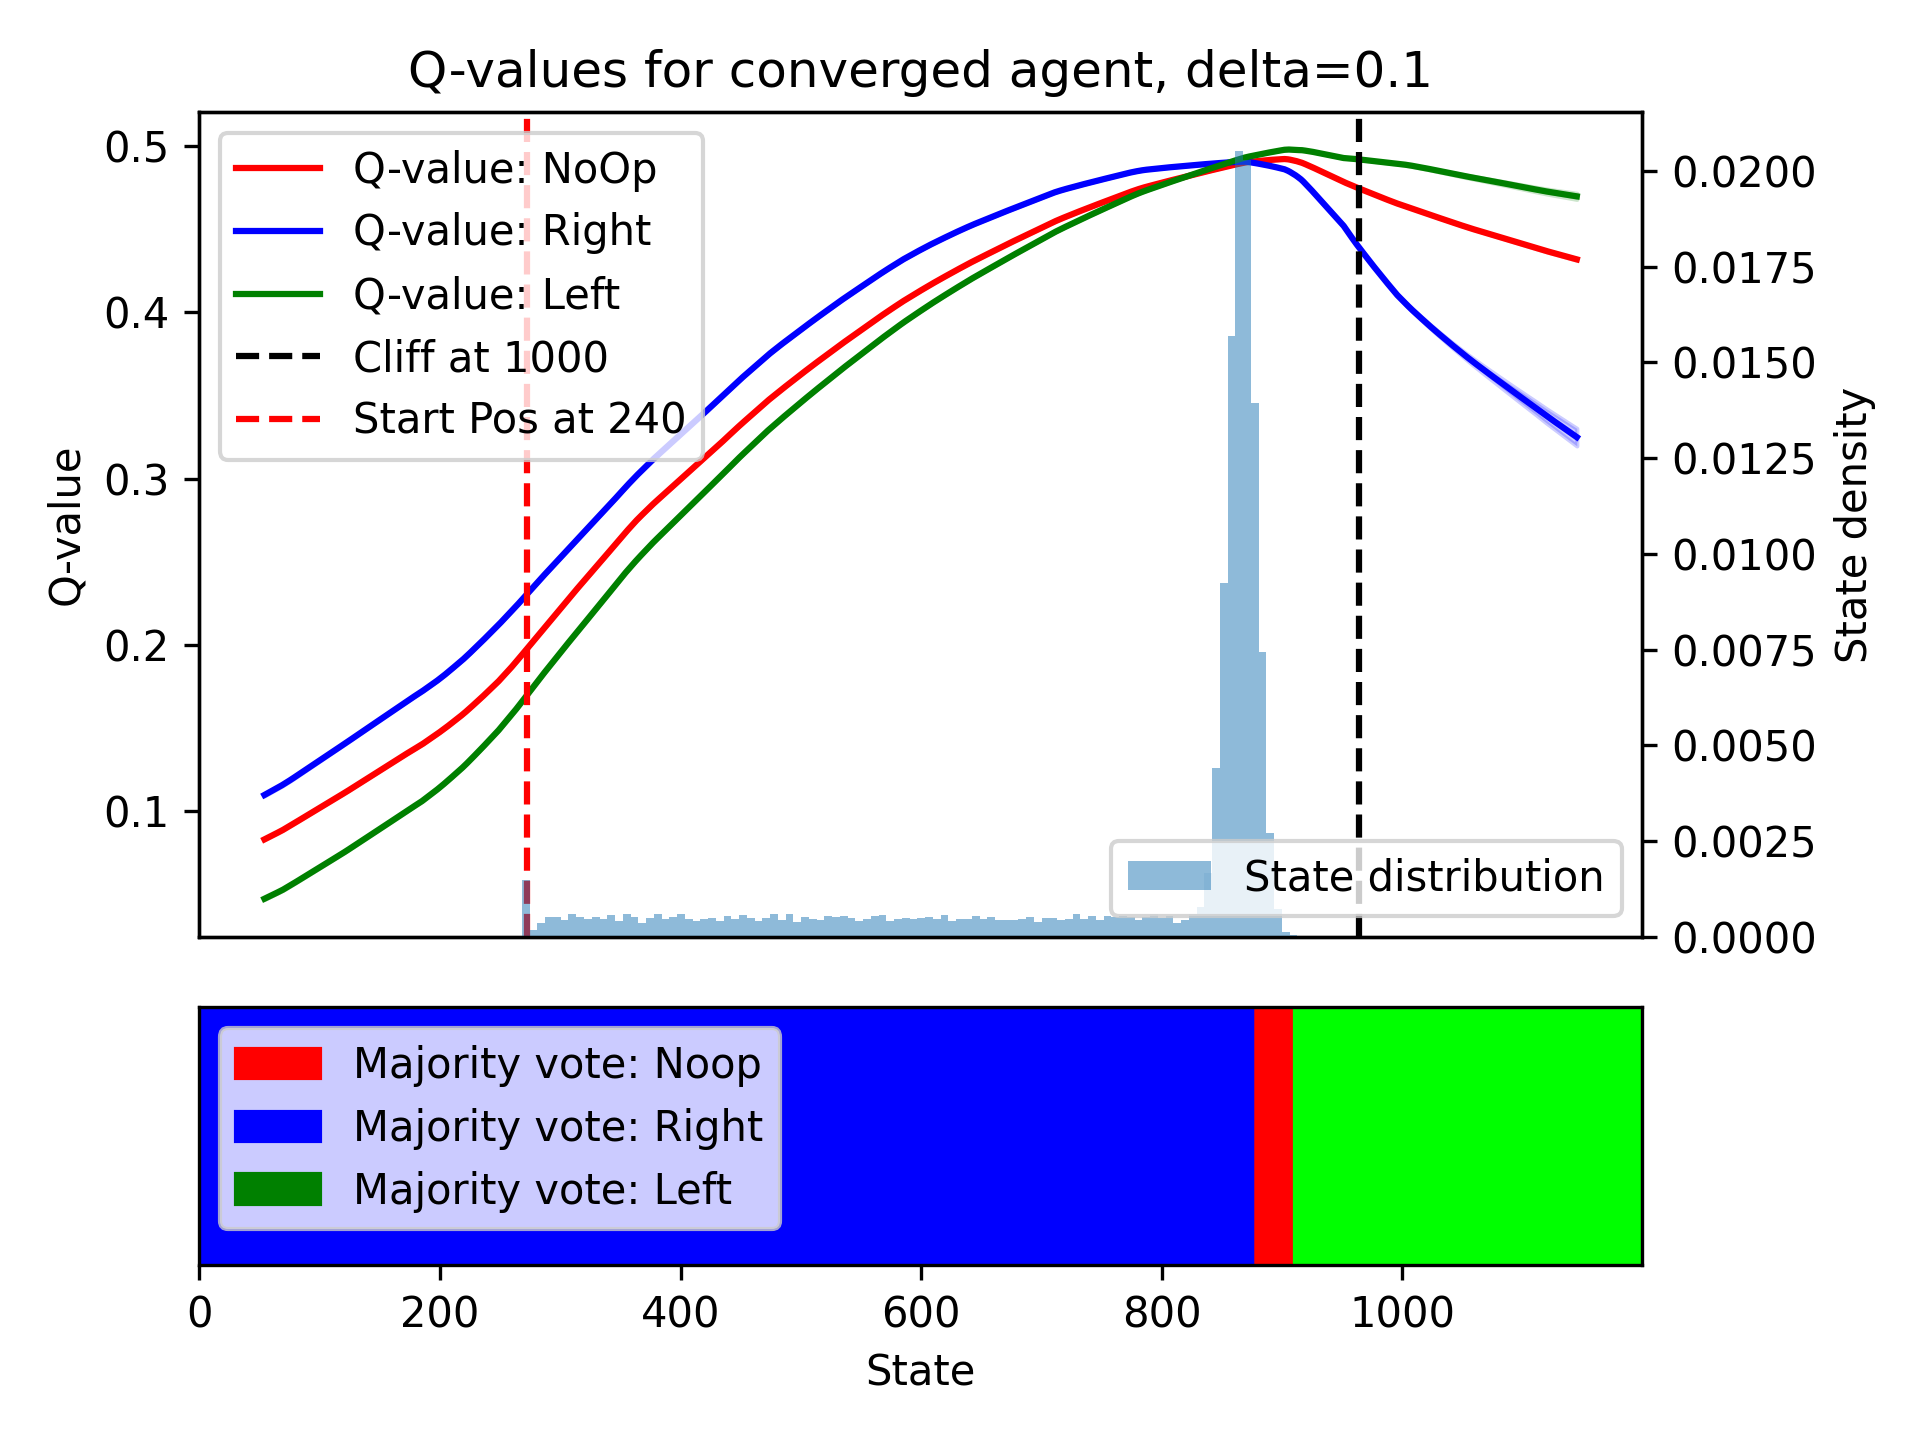 Q-values for converged agent, delta=0.1
0.5
0.4
0.3
0.2
0.1
Q-value
Q-value: NoOp
Q-value: Right
Q-value: Left
Cliff at 1000
Start Pos at 240
0.0200
0.0175
0.0150
0.0125
0.0100
0.0075
0.0050
0.0025
0.0000
State density
State distribution
Majority vote: Noop
Majority vote: Right
Majority vote: Left
0 200 400 600 800 1000
State